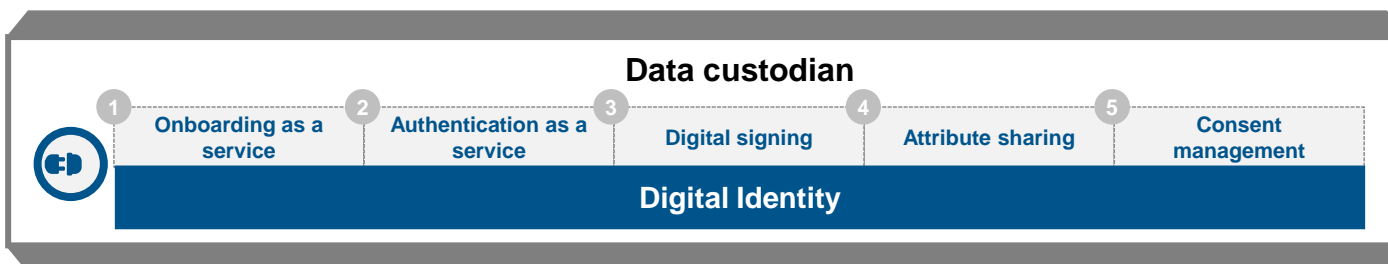 Data custodian
1
Onboarding as a
service
2
Authentication as a
service
3
Digital signing
4
Attribute sharing
5
Consent
management
Digital Identity